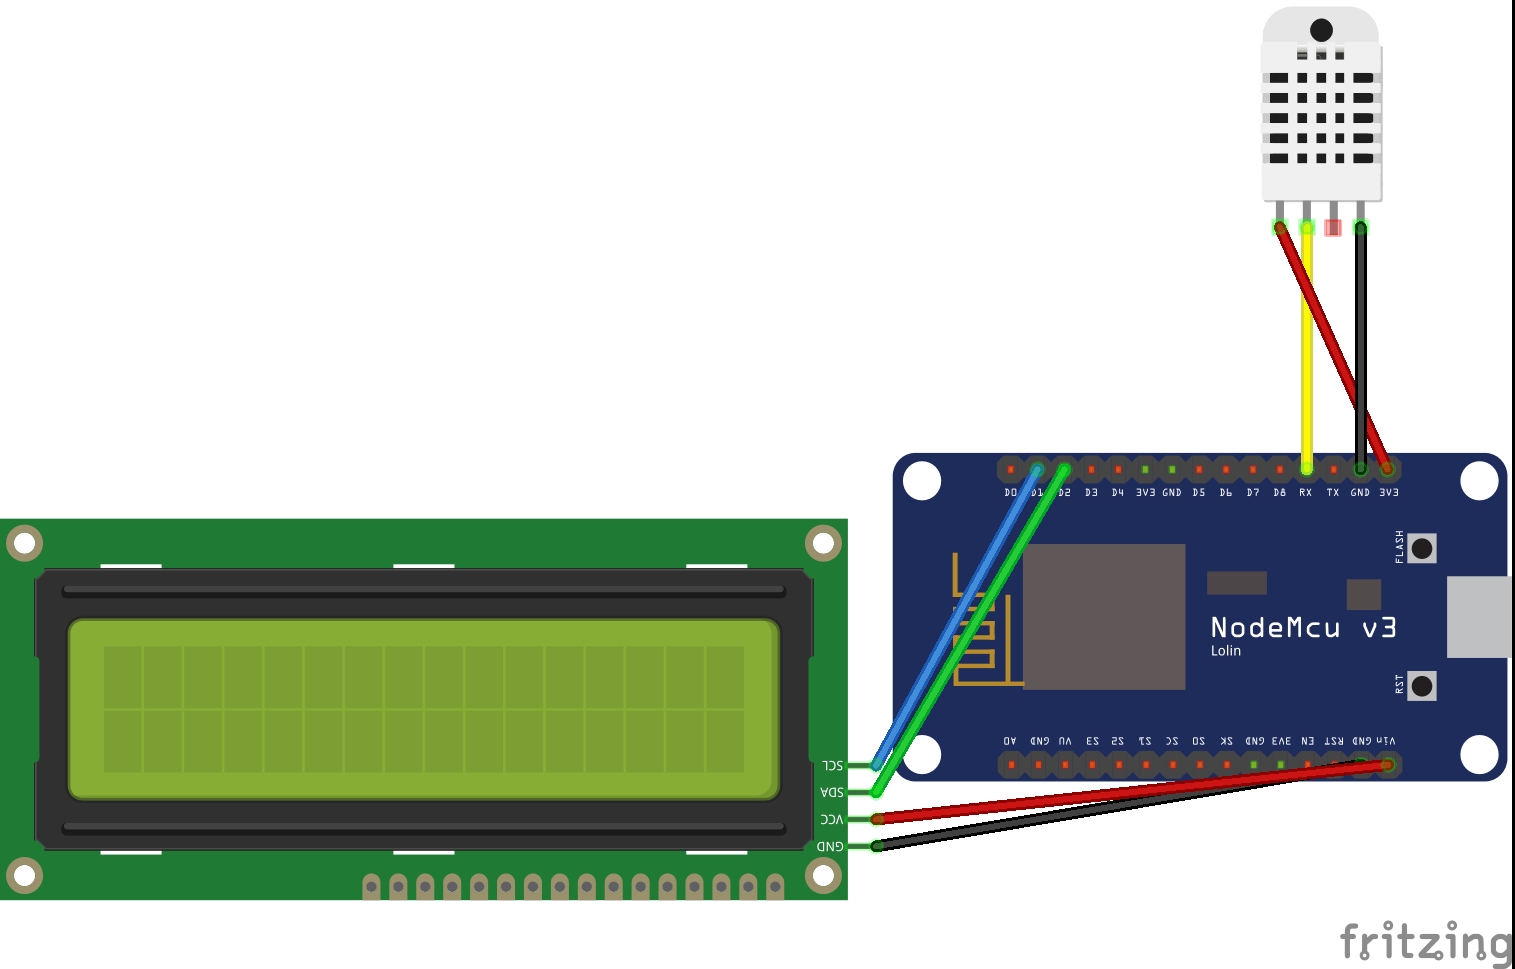 D0 D1 D2 D3 D4 3V3 GND D5 D6 D7 D8 RX TX GND 3V3
FLASH
NodeMcu v3
Lolin
RST
A0 GND VU S3 S2 S1 SC S0 SK GND 3V3 EN RST GND Vin
SCL
SDA
VCC
GND
fritzing